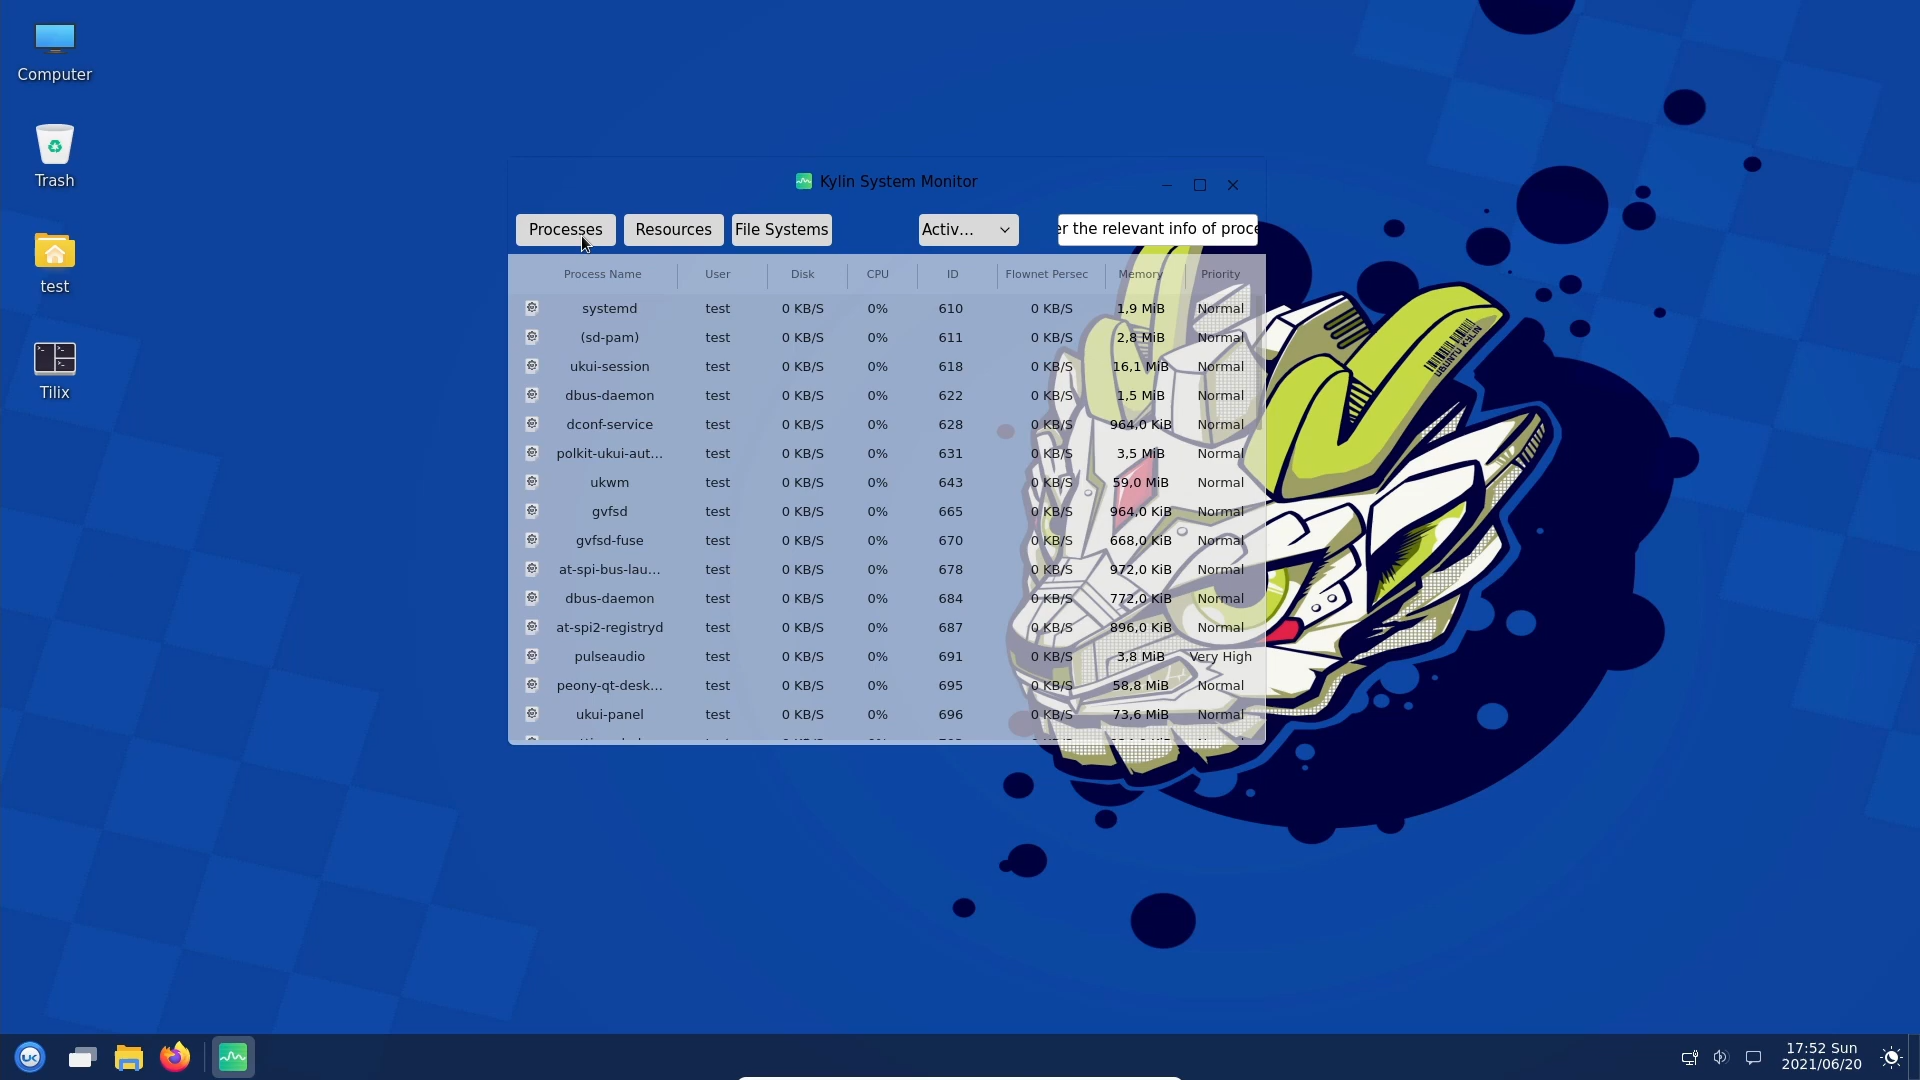 Computer
Trash
test
Tilix
Kylin System Monitor
Processes Resources File Systems Activ... er the relevant info of proce
Process Name User Disk CPU ID Flownet Persec Memory Priority
systemd test 0 KB/S 0% 610 0 KB/S 1,9 MiB Normal
(sd-pam) test 0 KB/S 0% 611 0 KB/S 2,8 MiB Normal
ukui-session test 0 KB/S 0% 618 0 KB/S 16,1 MiB Normal
dbus-daemon test 0 KB/S 0% 622 0 KB/S 1,5 MiB Normal
dconf-service test 0 KB/S 0% 628 0 KB/S 964,0 KiB Normal
polkit-ukui-aut... test 0 KB/S 0% 631 0 KB/S 3,5 MiB Normal
ukwm test 0 KB/S 0% 643 0 KB/S 59,0 MiB Normal
gvfsd test 0 KB/S 0% 665 0 KB/S 964,0 KiB Normal
gvfsd-fuse test 0 KB/S 0% 670 0 KB/S 668,0 KiB Normal
at-spi-bus-lau... test 0 KB/S 0% 678 0 KB/S 972,0 KiB Normal
dbus-daemon test 0 KB/S 0% 684 0 KB/S 772,0 KiB Normal
at-spi2-registryd test 0 KB/S 0% 687 0 KB/S 896,0 KiB Normal
pulseaudio test 0 KB/S 0% 691 0 KB/S 3,8 MiB Very High
peony-qt-desk... test 0 KB/S 0% 695 0 KB/S 58,8 MiB Normal
ukui-panel test 0 KB/S 0% 696 0 KB/S 73,6 MiB Normal
UBUNTU KYLIN
UK
17:52 Sun
2021/06/20